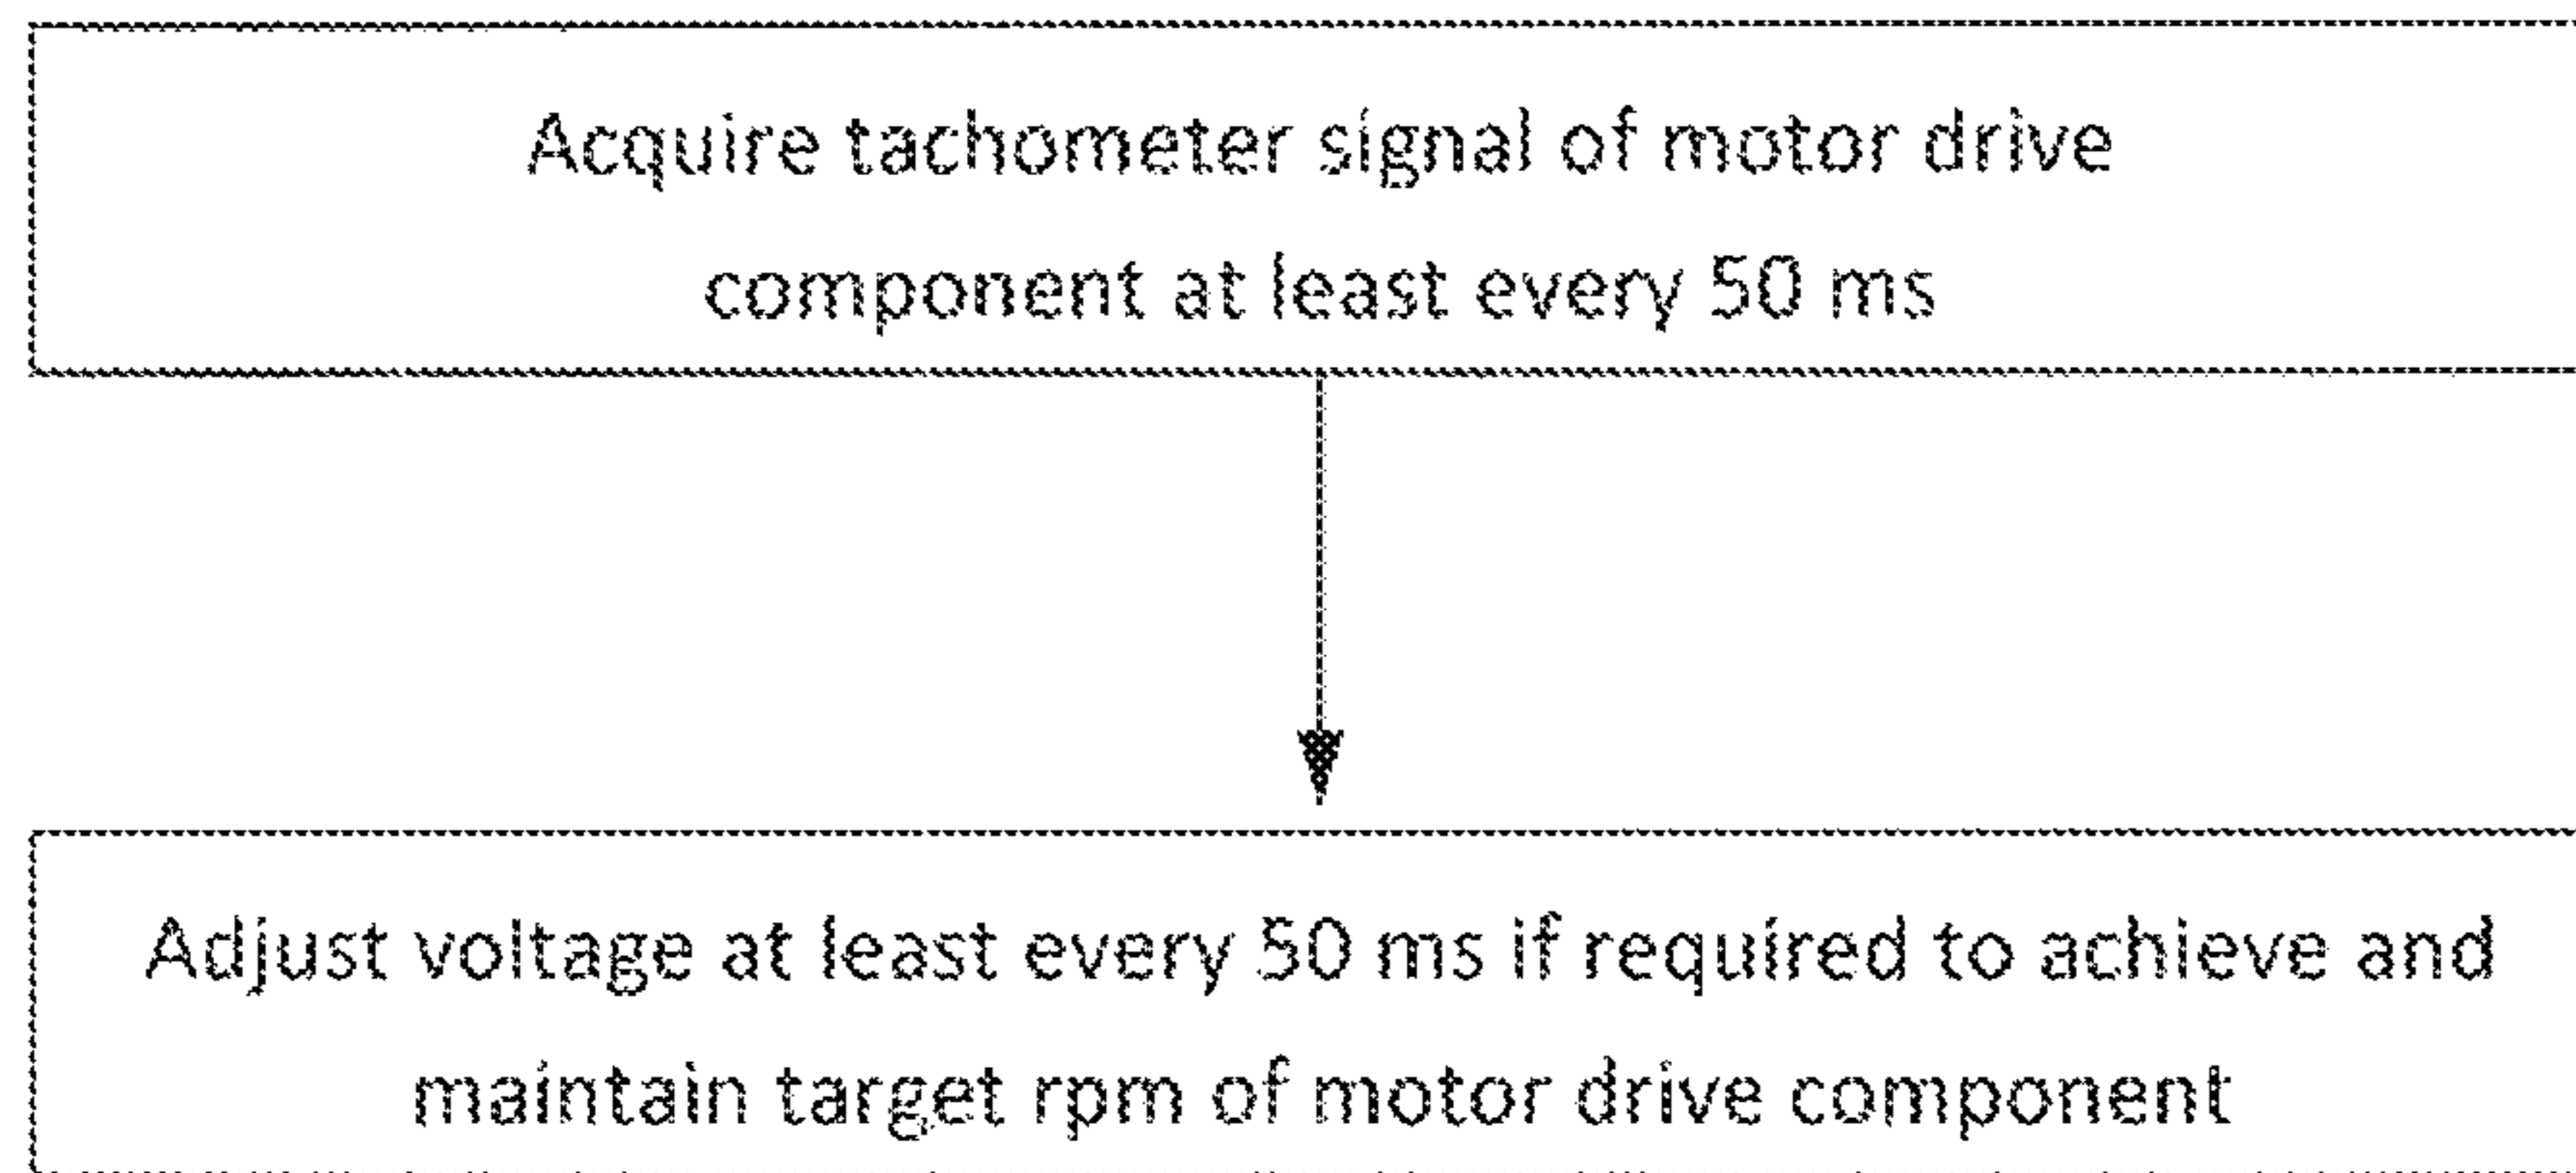 Acquire tachometer signal of motor drive
component at least every 50 ms
Adjust voltage at least every 50 ms if required to achieve and
maintain target rpm of motor drive component